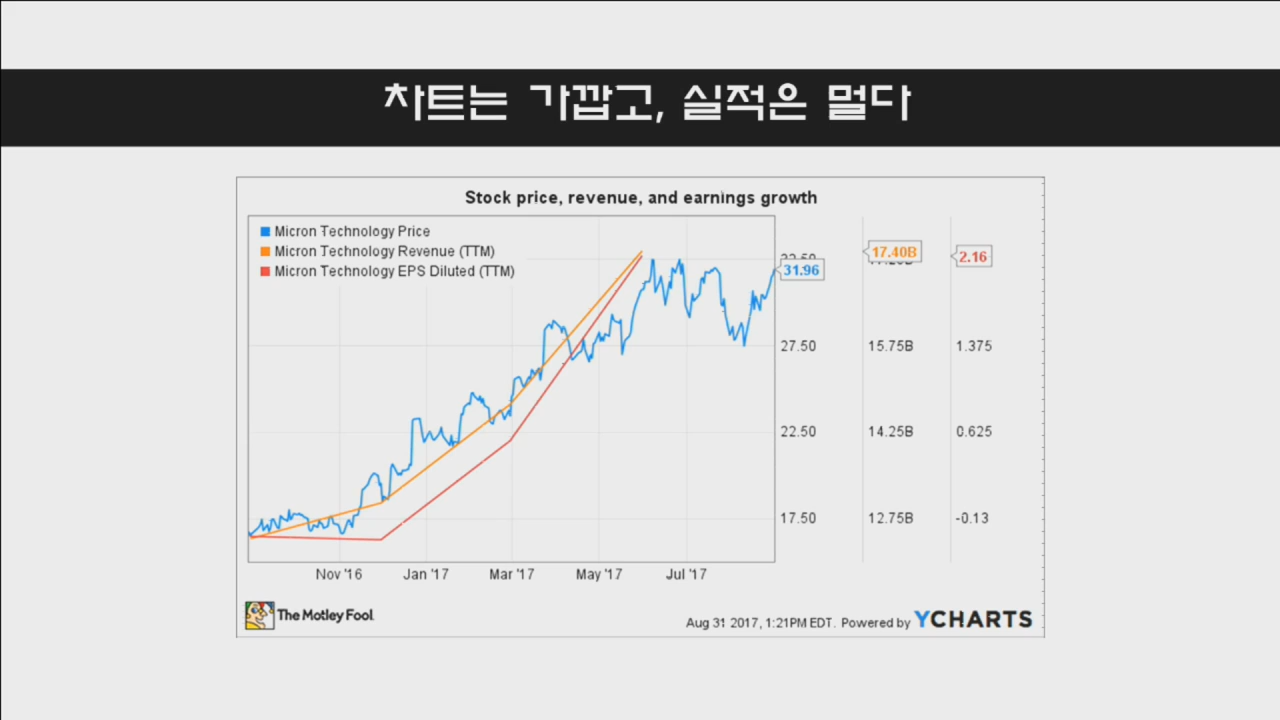 차트는 가깝고, 실적은 멀다
Stock price, revenue, and earnings growth
Micron Technology Price
Micron Technology Revenue (TTM)
Micron Technology EPS Diluted (TTM)
17.40B
2.16
31.96
27.50 15.75B 1.375
22.50 14.25B 0.625
17.50 12.75B -0.13
Nov '16 Jan '17 Mar '17 May '17 Jul '17
The Motley Fool
Aug 31 2017, 1:21PM EDT. Powered by YCHARTS